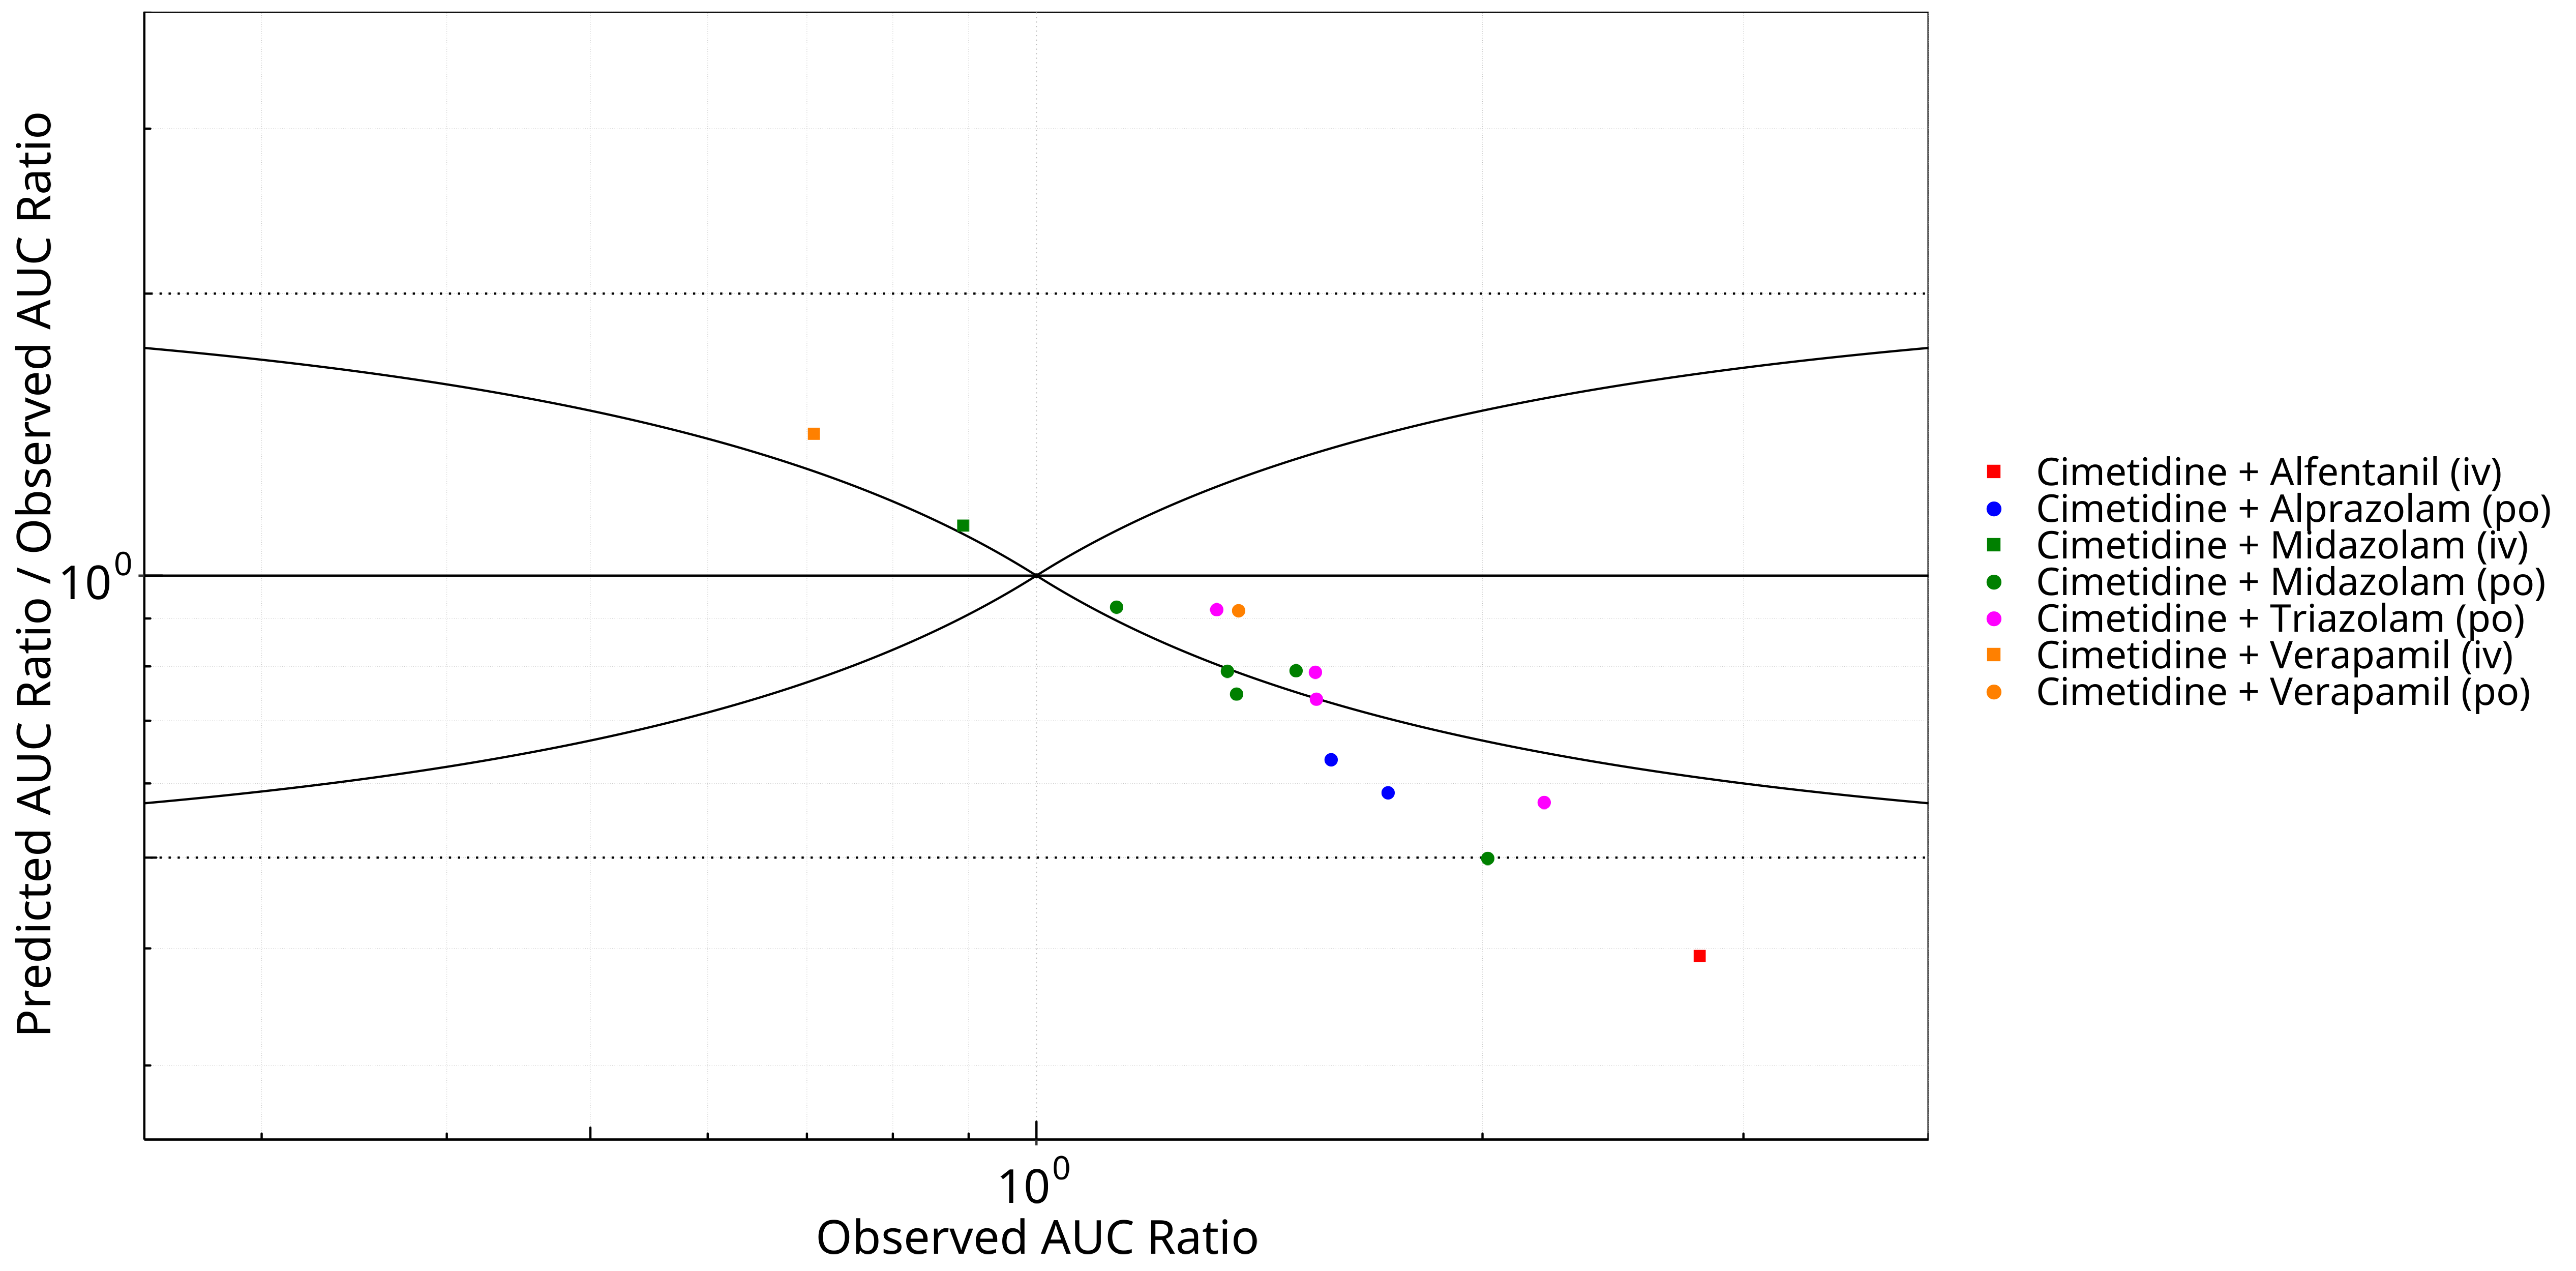 Predicted AUC Ratio / Observed AUC Ratio
10^0
10^0
Observed AUC Ratio
Cimetidine + Alfentanil (iv)
Cimetidine + Alprazolam (po)
Cimetidine + Midazolam (iv)
Cimetidine + Midazolam (po)
Cimetidine + Triazolam (po)
Cimetidine + Verapamil (iv)
Cimetidine + Verapamil (po)